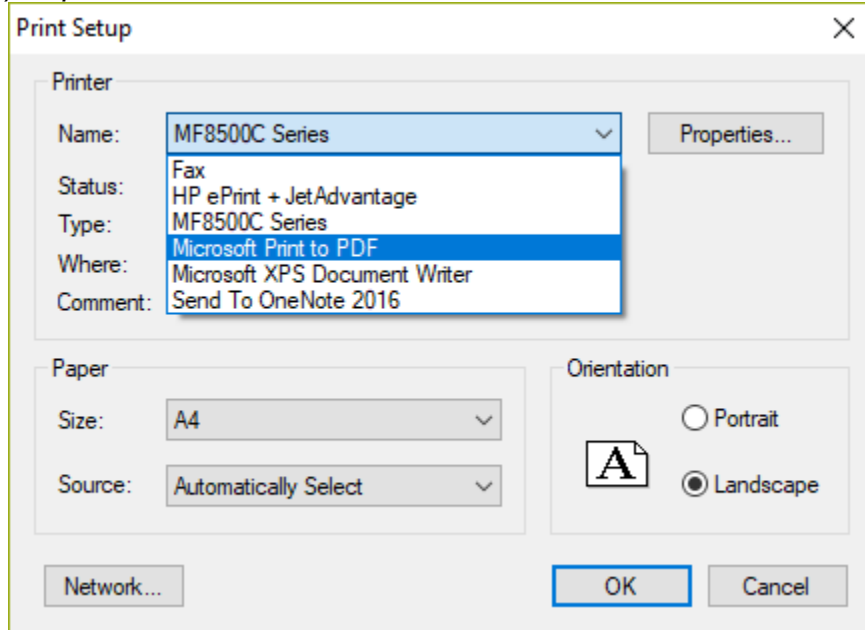 Print Setup
Printer
Name: MF8500C Series Properties...
Fax
Status: HP ePrint + JetAdvantage
Type: MF8500C Series
Microsoft Print to PDF
Where: Microsoft XPS Document Writer
Comment: Send To OneNote 2016
Paper
Size: A4
Source: Automatically Select
Orientation
A
Portrait
Landscape
Network...
OK
Cancel